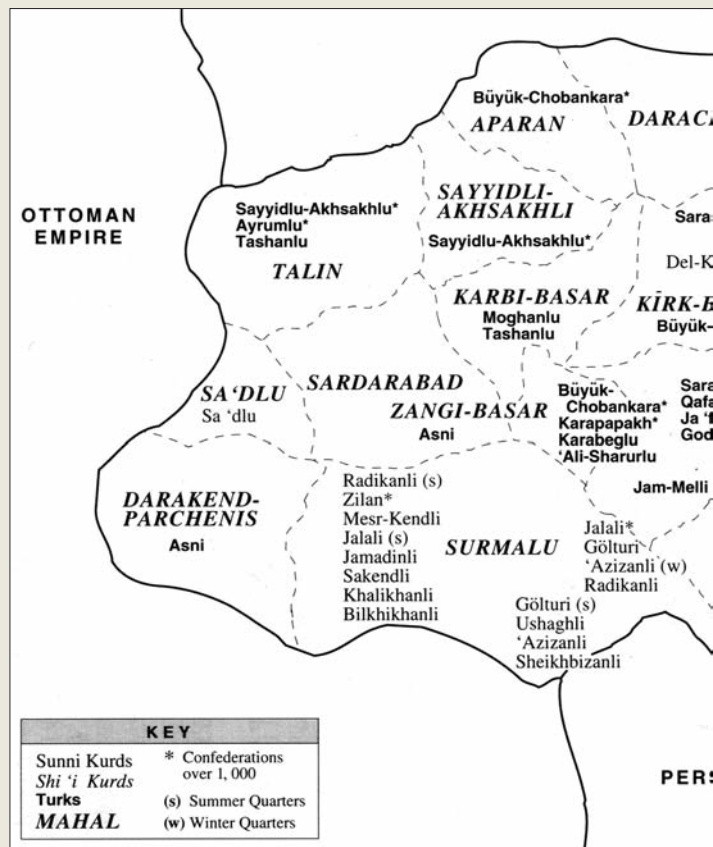 Büyük-Chobankara*
APARAN
OTTOMAN
EMPIRE
Sayyidlu-Akhsakhlu*
Ayrumlu*
Tashanlu
TALIN
SAYYIDLI-
AKHSAKHLI
Sayyidlu-Akhsakhlu*
KARBI-BASAR
Moghanlu
Tashanlu
SA‘DLU
Sa ‘dlu
SARDARABAD
ZANGI-BASAR
Asni
Büyük-
Chobankara*
Karapapakh*
Karabeglu
‘Ali-Sharurlu
Jam-Melli
DARAKEND-
PARCHENIS
Asni
Radikanli (s)
Zilan*
Mesr-Kendli
Jalali (s)
Jamadinli
Sakendli
Khalikhanli
Bilkhikhanli
SURMALU
Jalali*
Gölturi
‘Azizanli (w)
Radikanli
Gölturi (s)
Ushaghli
‘Azizanli
Sheikhbizanli
KEY
Sunni Kurds
Shi ‘i Kurds
Turks
MAHAL
* Confederations
over 1, 000
(s) Summer Quarters
(w) Winter Quarters